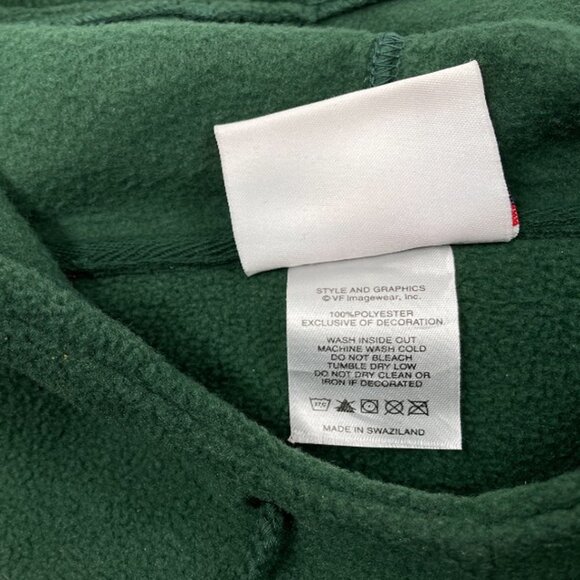 STYLE AND GRAPHICS
© VF Imagewear, Inc.
100%POLYESTER
EXCLUSIVE OF DECORATION
WASH INSIDE OUT
MACHINE WASH COLD
DO NOT BLEACH
TUMBLE DRY LOW
DO NOT DRY CLEAN OR
IRON IF DECORATED
MADE IN SWAZILAND